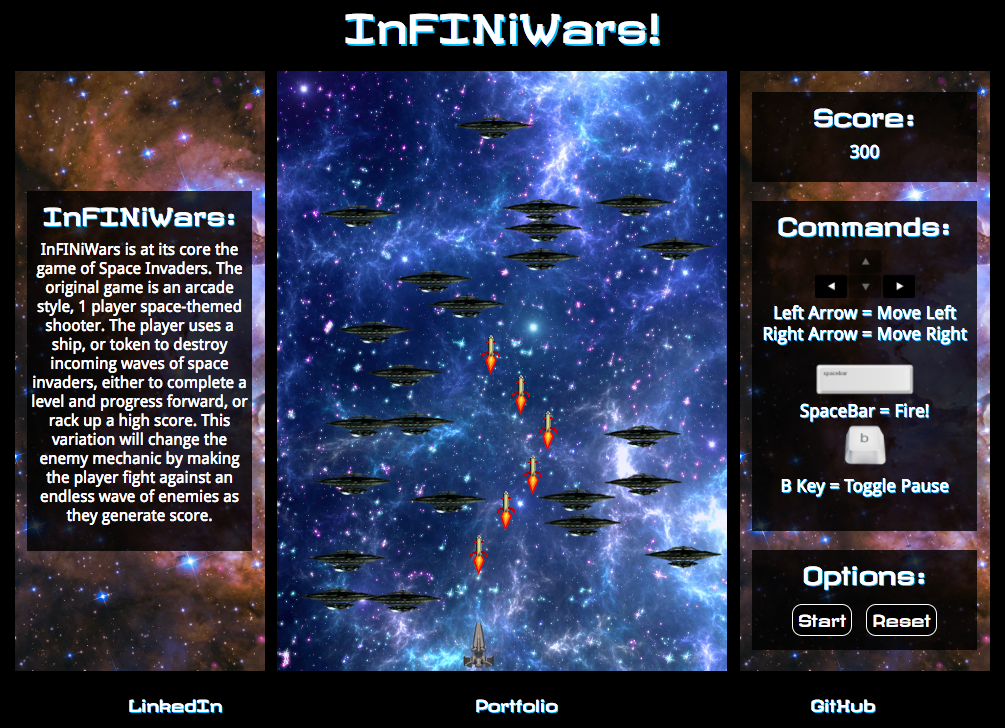 InFINiWars!
InFINiWars:
InFINiWars is at its core the
game of Space Invaders. The
original game is an arcade
style, 1 player space-themed
shooter. The player uses a
ship, or token to destroy
incoming waves of space
invaders, either to complete a
level and progress forward, or
rack up a high score. This
variation will change the
enemy mechanic by making
the player fight against an
endless wave of enemies as
they generate score.
Score:
300
Commands:
Left Arrow = Move Left
Right Arrow = Move Right
spacebar
SpaceBar = Fire!
b
B Key = Toggle Pause
Options:
Start Reset
LinkedIn Portfolio GitHub